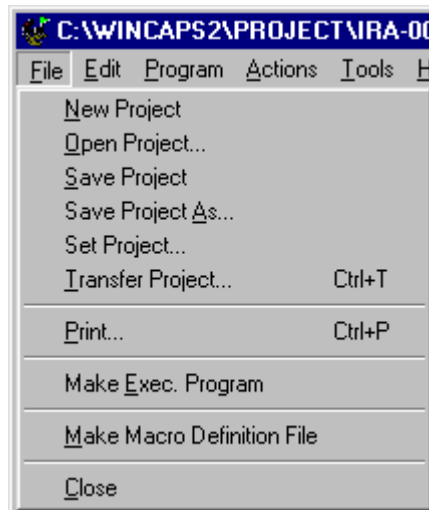 C:\WINCAPS2\PROJECT\IRA-00
File Edit Program Actions Tools H
New Project
Open Project...
Save Project
Save Project As...
Set Project...
Transfer Project... Ctrl+T
Print... Ctrl+P
Make Exec. Program
Make Macro Definition File
Close